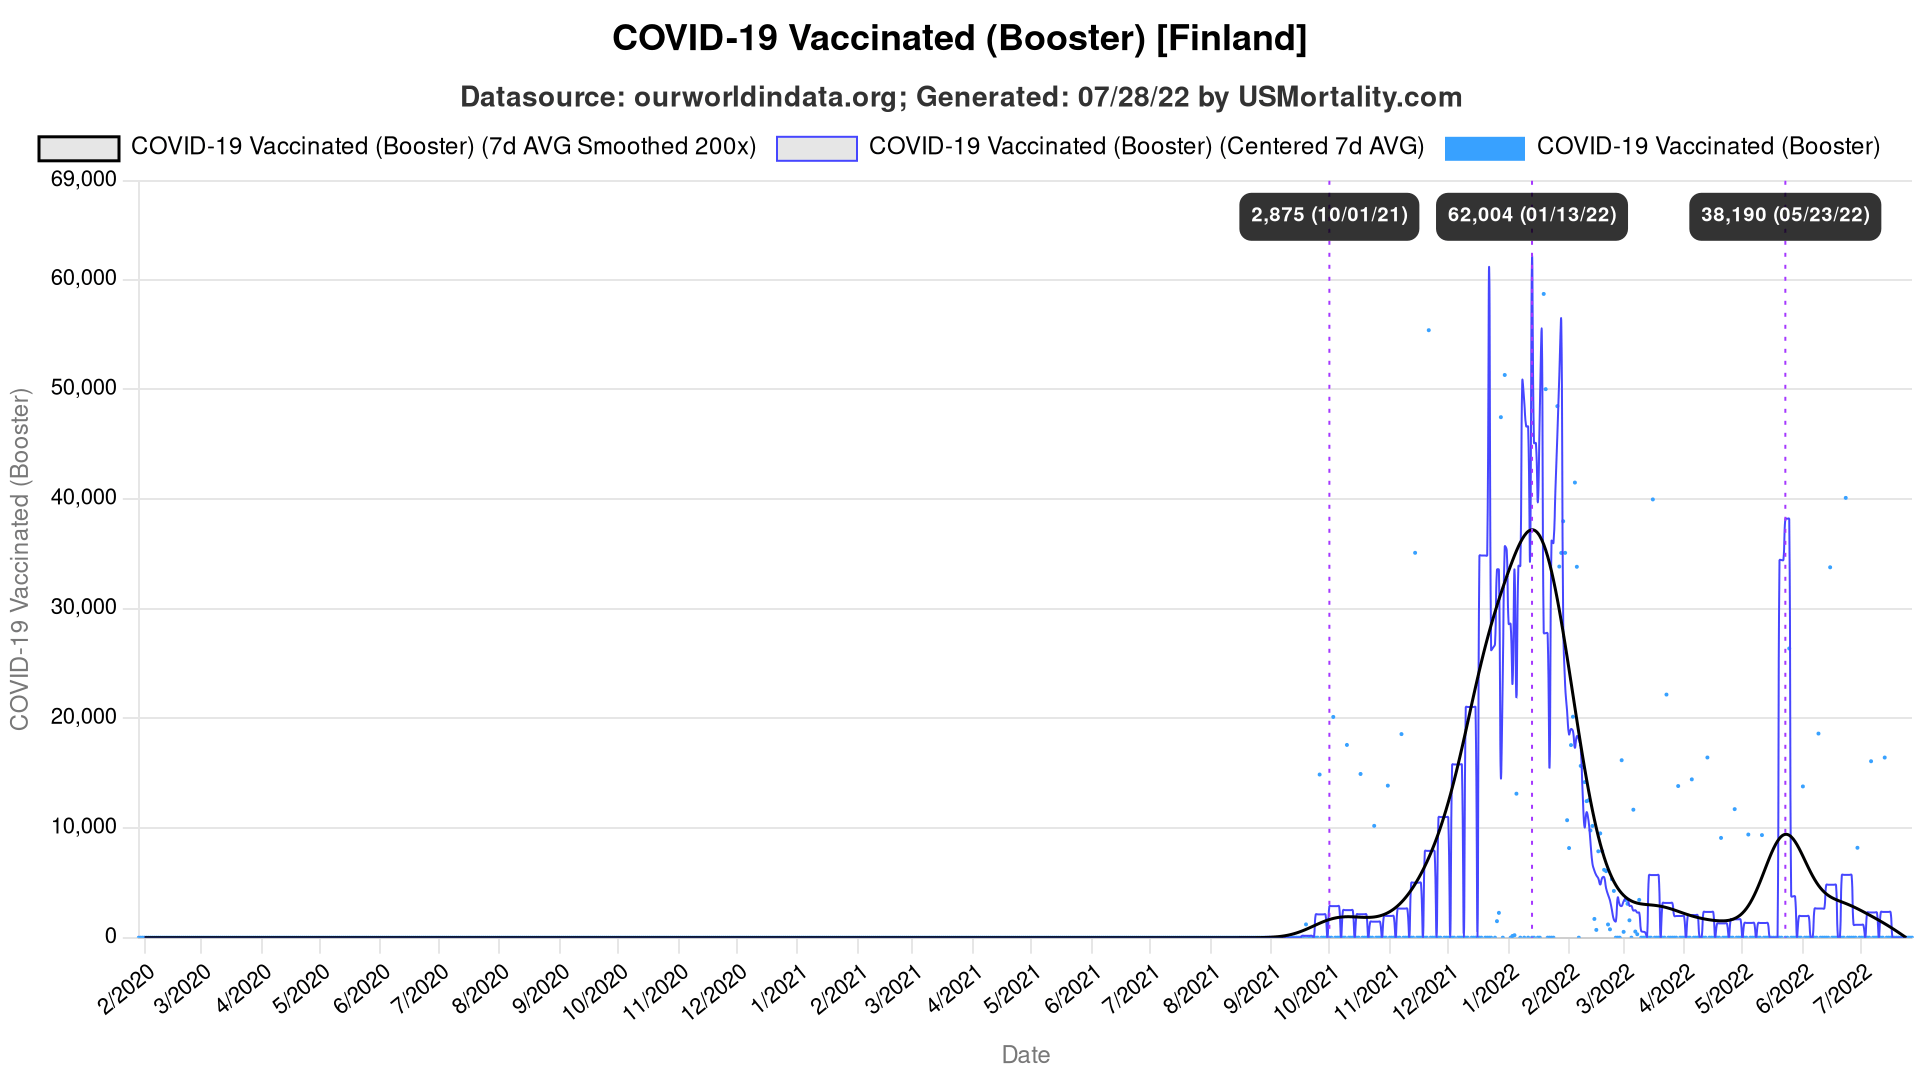 COVID-19 Vaccinated (Booster) [Finland]
Datasource: ourworldindata.org; Generated: 07/28/22 by USMortality.com
COVID-19 Vaccinated (Booster) (7d AVG Smoothed 200x) COVID-19 Vaccinated (Booster) (Centered 7d AVG) COVID-19 Vaccinated (Booster)
69,000
2,875 (10/01/21) 62,004 (01/13/22) 38,190 (05/23/22)
60,000
50,000
40,000
30,000
20,000
10,000
0
COVID-19 Vaccinated (Booster)
2/2020 3/2020 4/2020 5/2020 6/2020 7/2020 8/2020 9/2020 10/2020 11/2020 12/2020 1/2021 2/2021 3/2021 4/2021 5/2021 6/2021 7/2021 8/2021 9/2021 10/2021 11/2021 12/2021 1/2022 2/2022 3/2022 4/2022 5/2022 6/2022 7/2022
Date